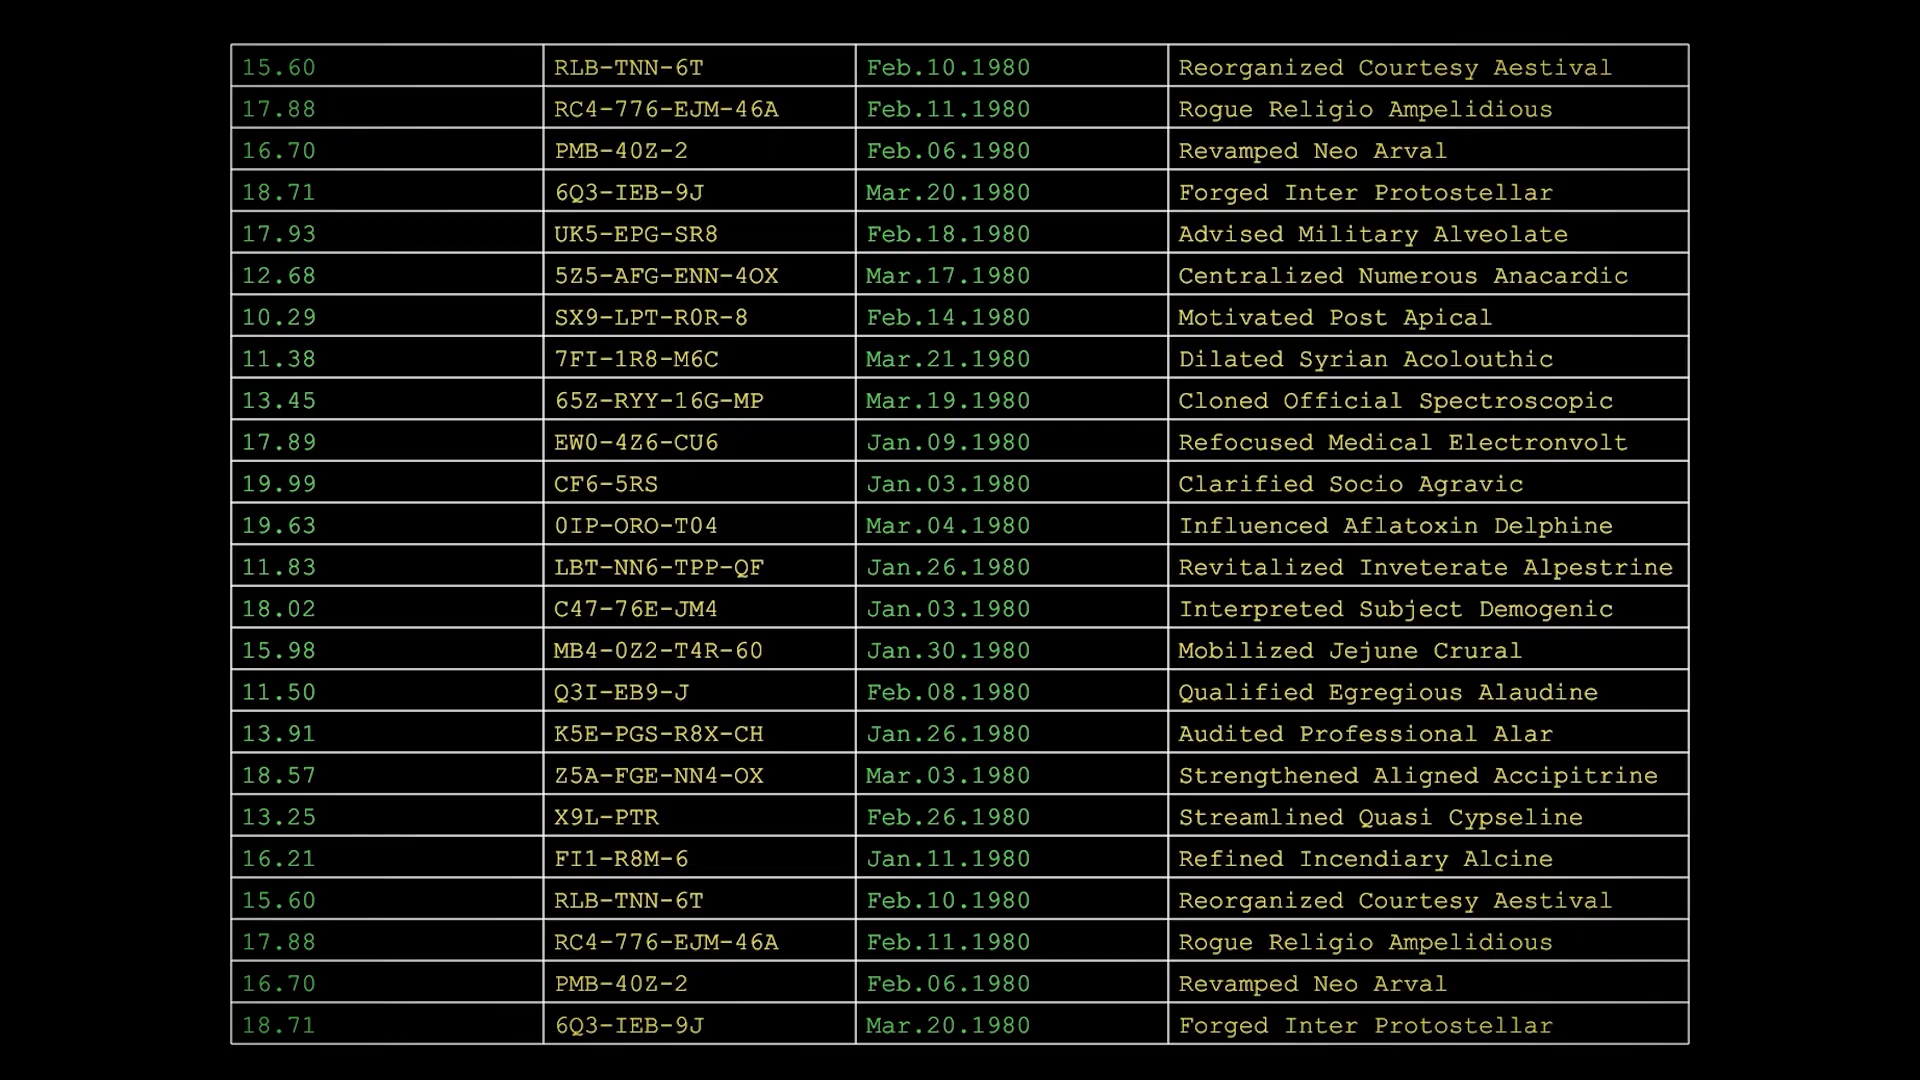 15.60 RLB-TNN-6T Feb.10.1980 Reorganized Courtesy Aestival
17.88 RC4-776-EJM-46A Feb.11.1980 Rogue Religio Ampelidious
16.70 PMB-40Z-2 Feb.06.1980 Revamped Neo Arval
18.71 6Q3-IEB-9J Mar.20.1980 Forged Inter Protostellar
17.93 UK5-EPG-SR8 Feb.18.1980 Advised Military Alveolate
12.68 5Z5-AFG-ENN-4OX Mar.17.1980 Centralized Numerous Anacardic
10.29 SX9-LPT-R0R-8 Feb.14.1980 Motivated Post Apical
11.38 7FI-1R8-M6C Mar.21.1980 Dilated Syrian Acolouthic
13.45 65Z-RYY-16G-MP Mar.19.1980 Cloned Official Spectroscopic
17.89 EW0-4Z6-CU6 Jan.09.1980 Refocused Medical Electronvolt
19.99 CF6-5RS Jan.03.1980 Clarified Socio Agravic
19.63 0IP-ORO-T04 Mar.04.1980 Influenced Aflatoxin Delphine
11.83 LBT-NN6-TPP-QF Jan.26.1980 Revitalized Inveterate Alpestrine
18.02 C47-76E-JM4 Jan.03.1980 Interpreted Subject Demogenic
15.98 MB4-0Z2-T4R-60 Jan.30.1980 Mobilized Jejune Crural
11.50 Q3I-EB9-J Feb.08.1980 Qualified Egregious Alaudine
13.91 K5E-PGS-R8X-CH Jan.26.1980 Audited Professional Alar
18.57 Z5A-FGE-NN4-OX Mar.03.1980 Strengthened Aligned Accipitrine
13.25 X9L-PTR Feb.26.1980 Streamlined Quasi Cypseline
16.21 FI1-R8M-6 Jan.11.1980 Refined Incendiary Alcine
15.60 RLB-TNN-6T Feb.10.1980 Reorganized Courtesy Aestival
17.88 RC4-776-EJM-46A Feb.11.1980 Rogue Religio Ampelidious
16.70 PMB-40Z-2 Feb.06.1980 Revamped Neo Arval
18.71 6Q3-IEB-9J Mar.20.1980 Forged Inter Protostellar